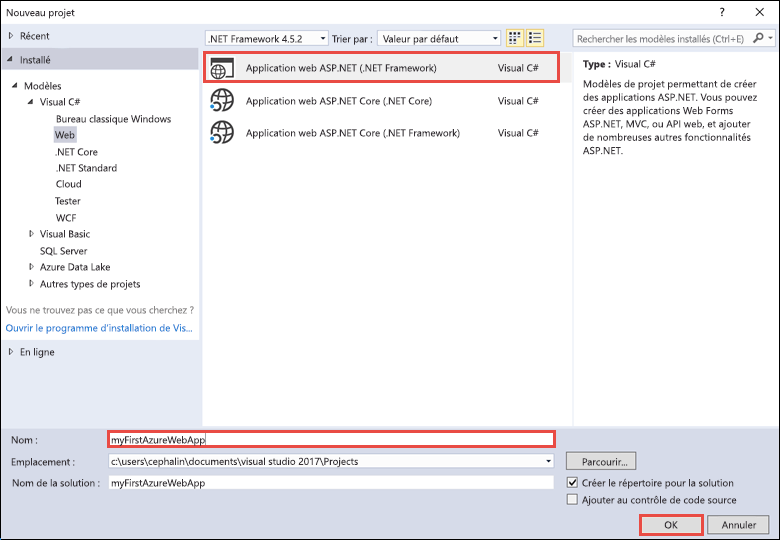 Nouveau projet
? X
Récent
.NET Framework 4.5.2
Trier par :
Valeur par défaut
Rechercher les modèles installés (Ctrl+E)
Installé
Modèles
Visual C#
Bureau classique Windows
Web
.NET Core
.NET Standard
Cloud
Tester
WCF
Visual Basic
SQL Server
Azure Data Lake
Autres types de projets
Vous ne trouvez pas ce que vous cherchez ?
Ouvrir le programme d'installation de Vis...
En ligne
Application web ASP.NET (.NET Framework) Visual C#
Application web ASP.NET Core (.NET Core) Visual C#
Application web ASP.NET Core (.NET Framework) Visual C#
Type : Visual C#
Modèles de projet permettant de créer
des applications ASP.NET. Vous pouvez
créer des applications Web Forms
ASP.NET, MVC, ou API web, et ajouter
de nombreuses autres fonctionnalités
ASP.NET.
Nom : myFirstAzureWebApp
Emplacement : c:\users\cephalin\documents\visual studio 2017\Projects
Parcourir...
Nom de la solution : myFirstAzureWebApp
Créer le répertoire pour la solution
Ajouter au contrôle de code source
OK
Annuler